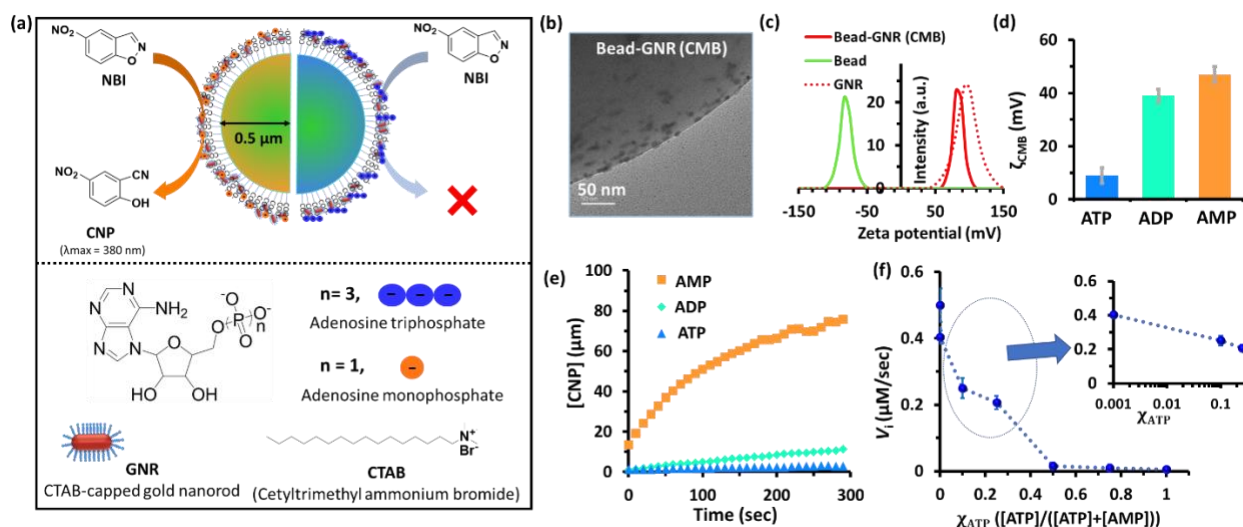 (a)
NO₂
N
O
NBI
NO₂
N
O
NBI
0.5 µm
NO₂
CN
OH
CNP
(λmax = 380 nm)
NH₂
N
N
N
N
O
O
P
O⁻
O⁻
n
OH
HO
n= 3,
Adenosine triphosphate
n= 1,
Adenosine monophosphate
GNR
CTAB-capped gold nanorod
N⁺
Br⁻
CTAB
(Cetyltrimethyl ammonium bromide)
(b)
Bead-GNR (CMB)
50 nm
(c)
Bead-GNR (CMB)
Bead
GNR
Intensity (a.u.)
20
10
0
-150 -50 50 150
Zeta potential (mV)
(d)
ζCMB (mV)
60
40
20
0
ATP ADP AMP
(e)
[CNP] (µm)
100
80
60
40
20
0
AMP
ADP
ATP
0 100 200 300
Time (sec)
(f)
Vi (µM/sec)
0.6
0.4
0.2
0
0 0.2 0.4 0.6 0.8 1
χATP ([ATP]/([ATP]+[AMP]))
0.6
0.4
0.2
0
0.001 0.01 0.1
χATP